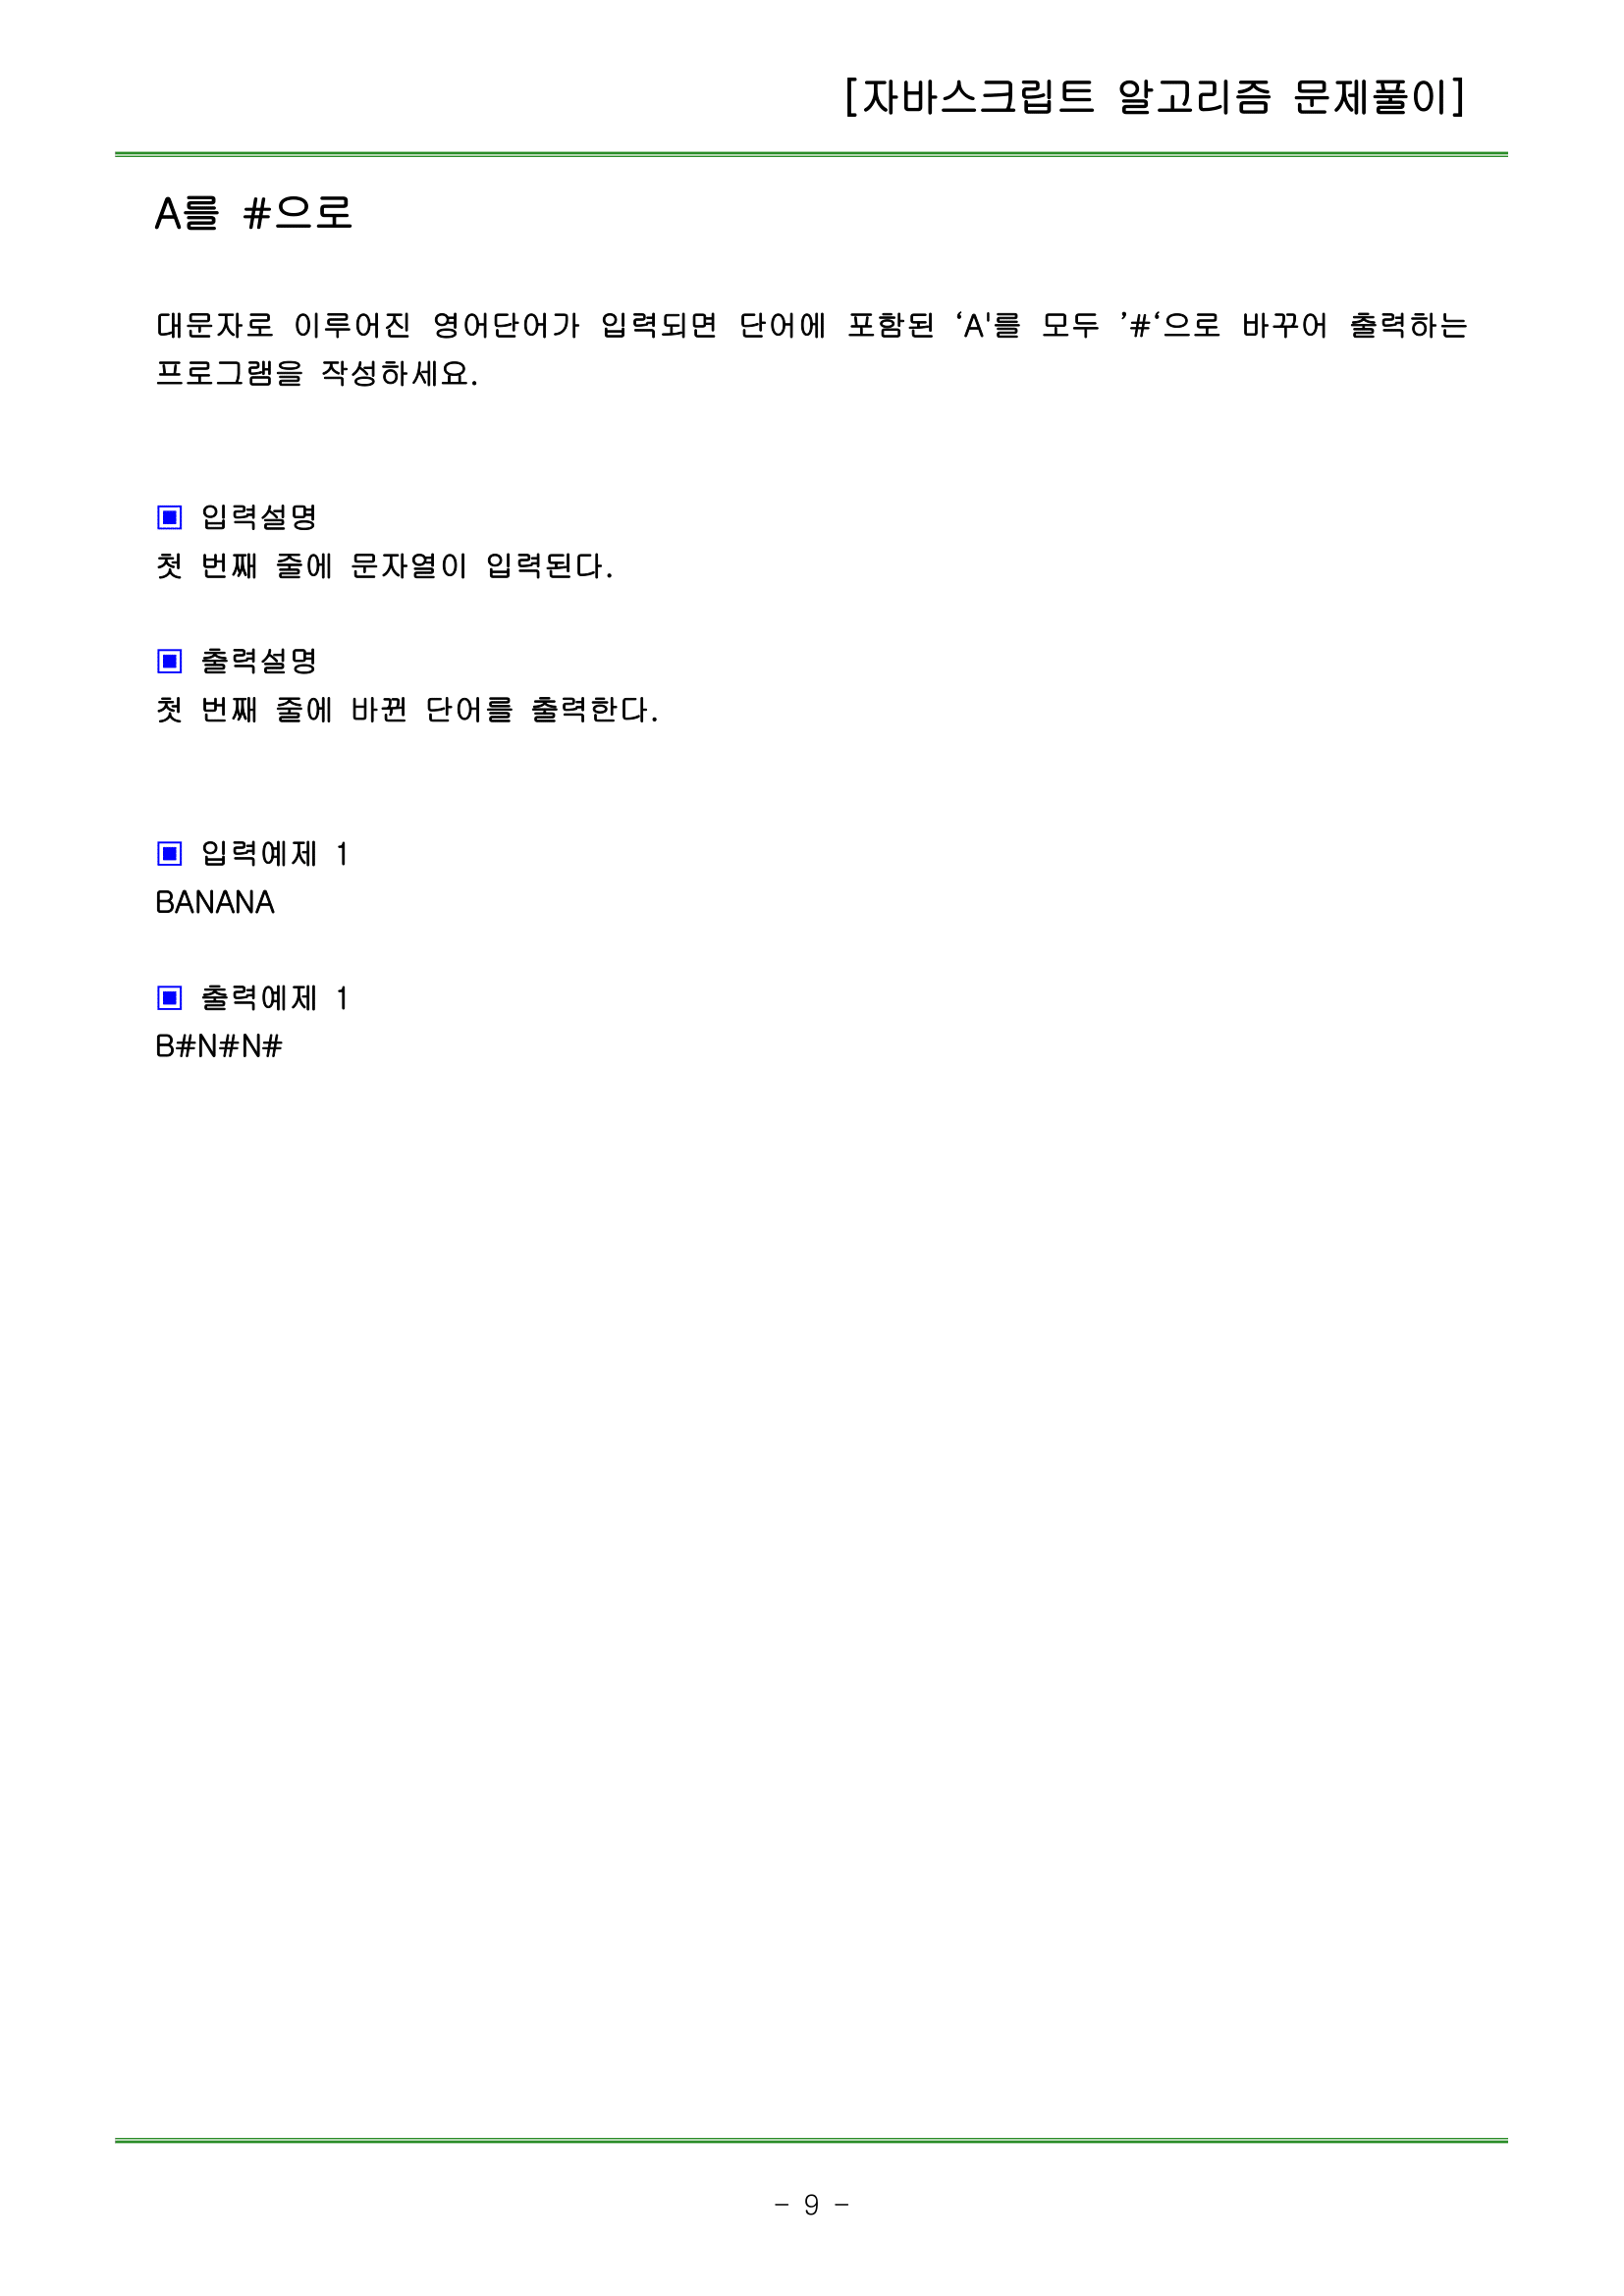 [자바스크립트 알고리즘 문제풀이]
A를 #으로
대문자로 이루어진 영어단어가 입력되면 단어에 포함된 ‘A'를 모두 ’#‘으로 바꾸어 출력하는
프로그램을 작성하세요.
▣ 입력설명
첫 번째 줄에 문자열이 입력된다.
▣ 출력설명
첫 번째 줄에 바뀐 단어를 출력한다.
▣ 입력예제 1
BANANA
▣ 출력예제 1
B#N#N#
- 9 -